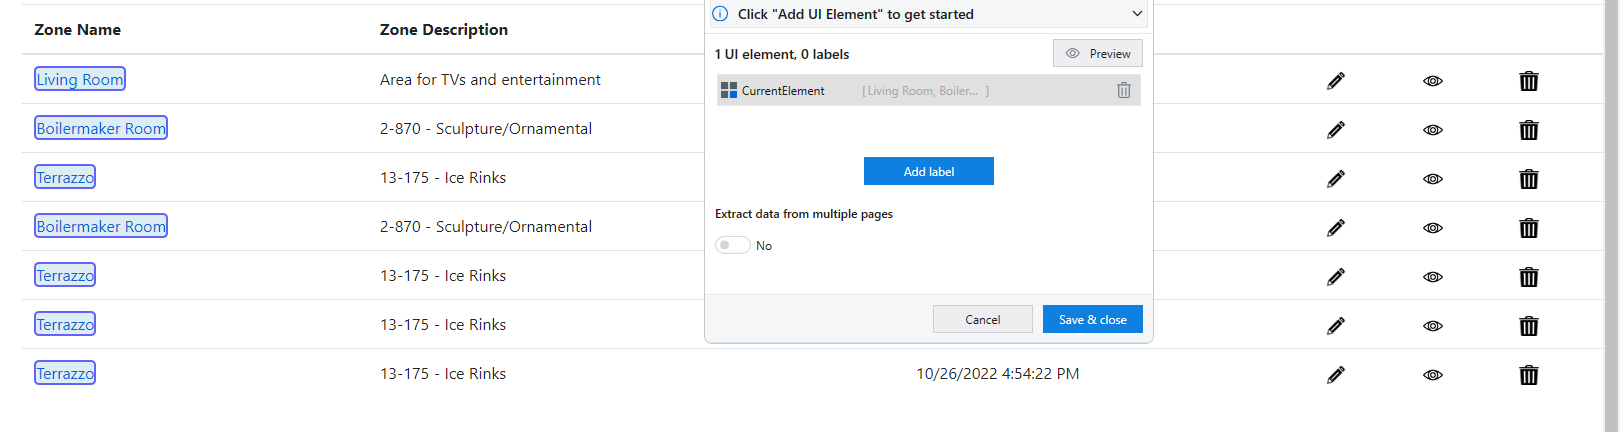 Click "Add UI Element" to get started
Zone Name Zone Description
1 UI element, 0 labels Preview
Living Room Area for TVs and entertainment
CurrentElement [ Living Room, Boiler... ]
Boilermaker Room 2-870 - Sculpture/Ornamental
Add label
Terrazzo 13-175 - Ice Rinks
Extract data from multiple pages
Boilermaker Room 2-870 - Sculpture/Ornamental
No
Terrazzo 13-175 - Ice Rinks
Cancel Save & close
Terrazzo 13-175 - Ice Rinks
Terrazzo 13-175 - Ice Rinks 10/26/2022 4:54:22 PM